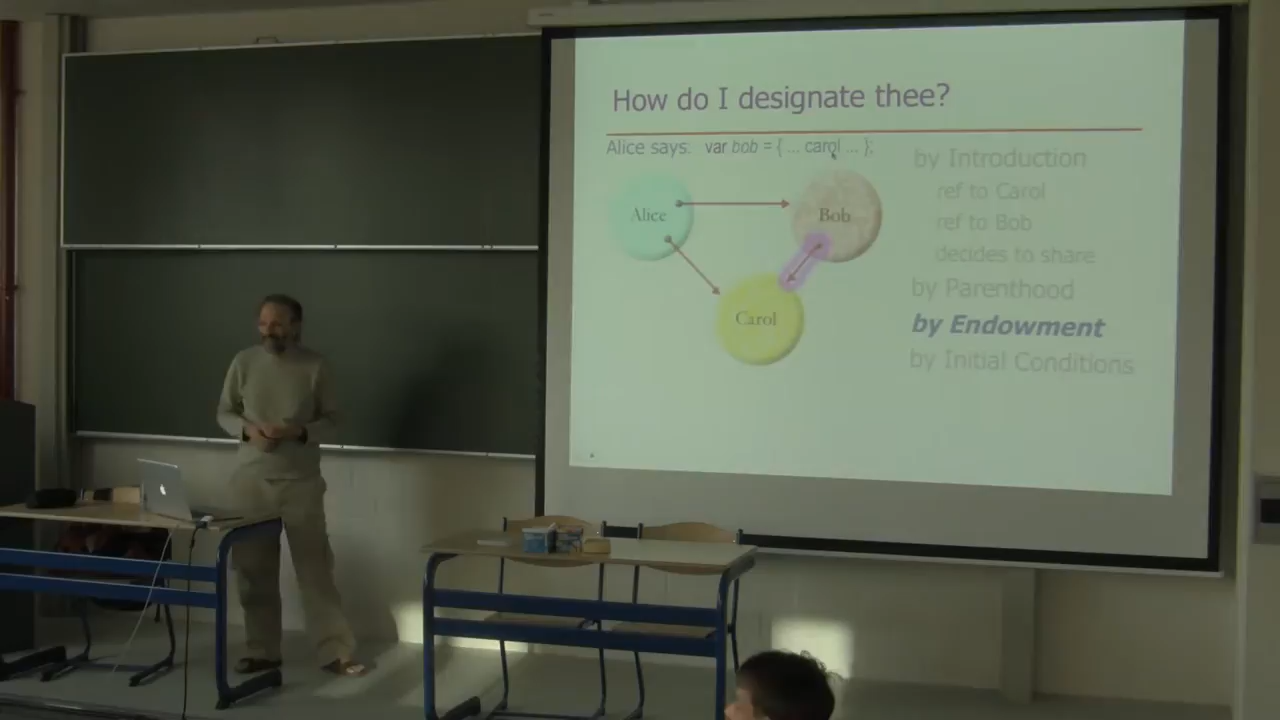 How do I designate thee?
Alice says: var bob = { ... carol ... };
by Introduction
ref to Carol
ref to Bob
decides to share
by Parenthood
by Endowment
by Initial Conditions
Alice
Bob
Carol